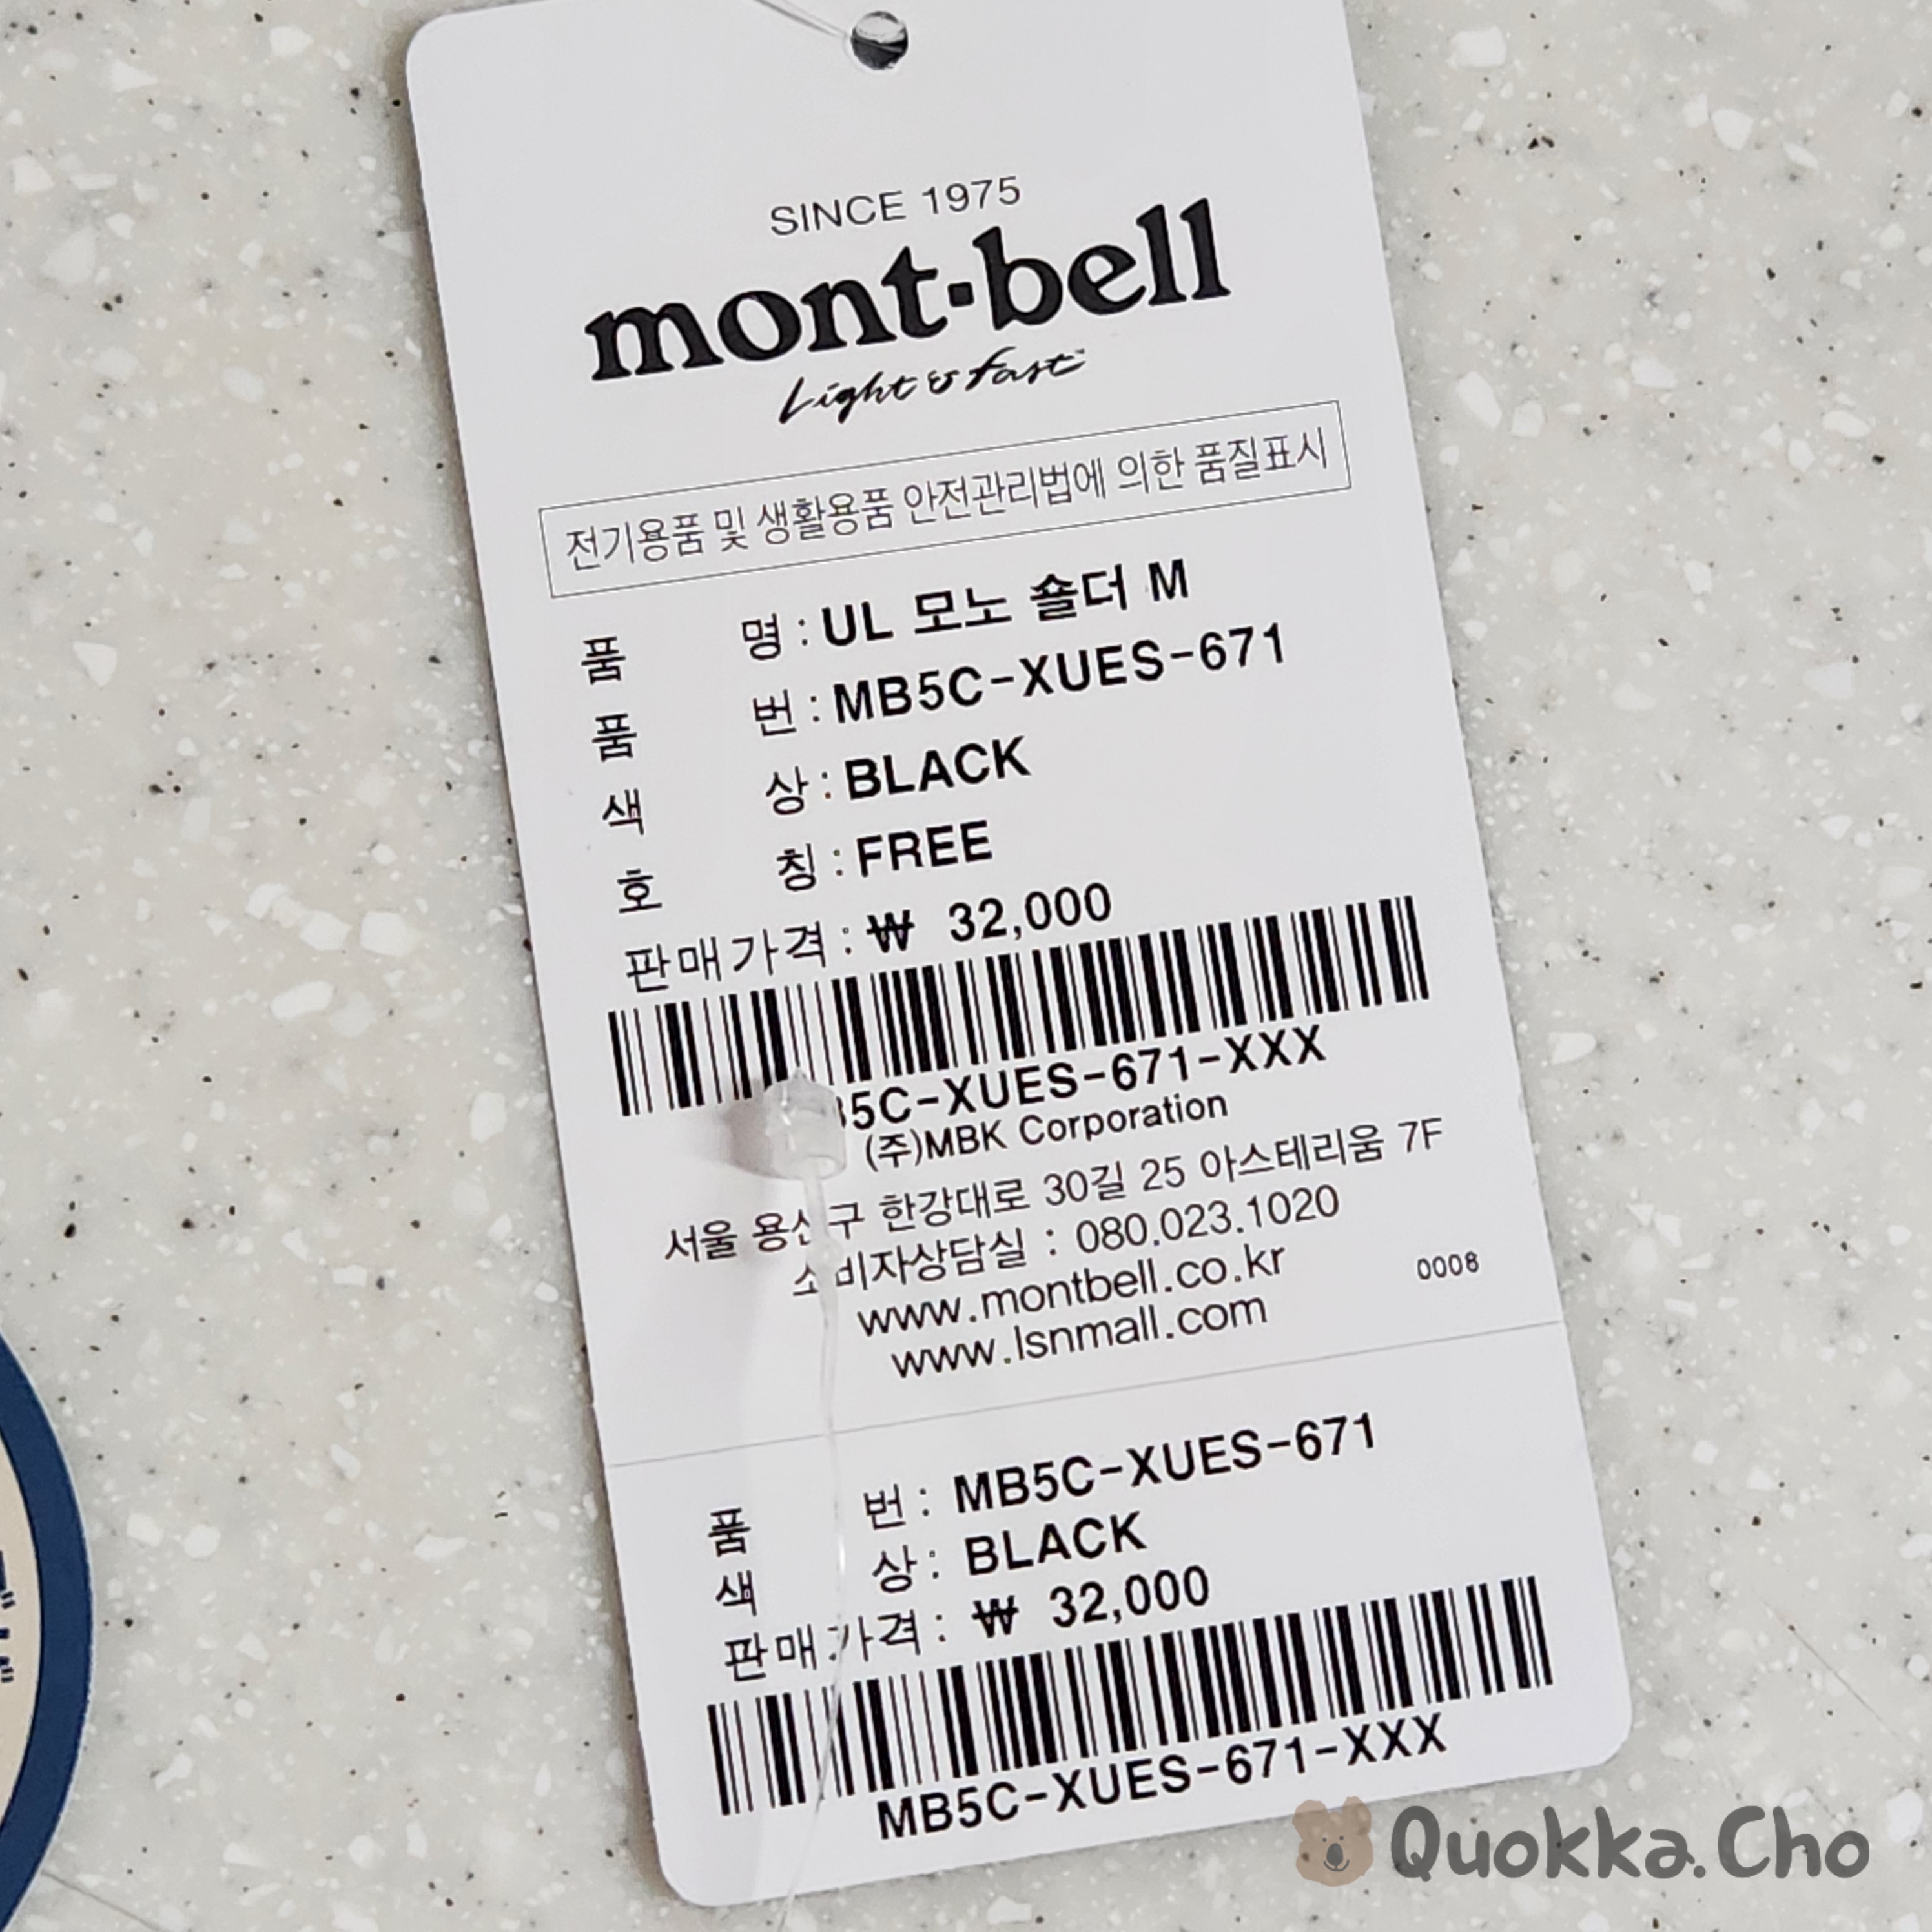 SINCE 1975
mont·bell
Light & Fast
전기용품 및 생활용품 안전관리법에 의한 품질표시
품 명 : UL 모노 숄더 M
품 번 : MB5C-XUES-671
색 상 : BLACK
호 칭 : FREE
판매가격 : ₩ 32,000
5C-XUES-671-XXX
(주)MBK Corporation
서울 용산구 한강대로 30길 25 아스테리움 7F
소비자상담실 : 080.023.1020
www.montbell.co.kr
0008
www.lsnmall.com
품 번 : MB5C-XUES-671
색 상 : BLACK
판매가격 : ₩ 32,000
MB5C-XUES-671-XXX
Quokka.Cho